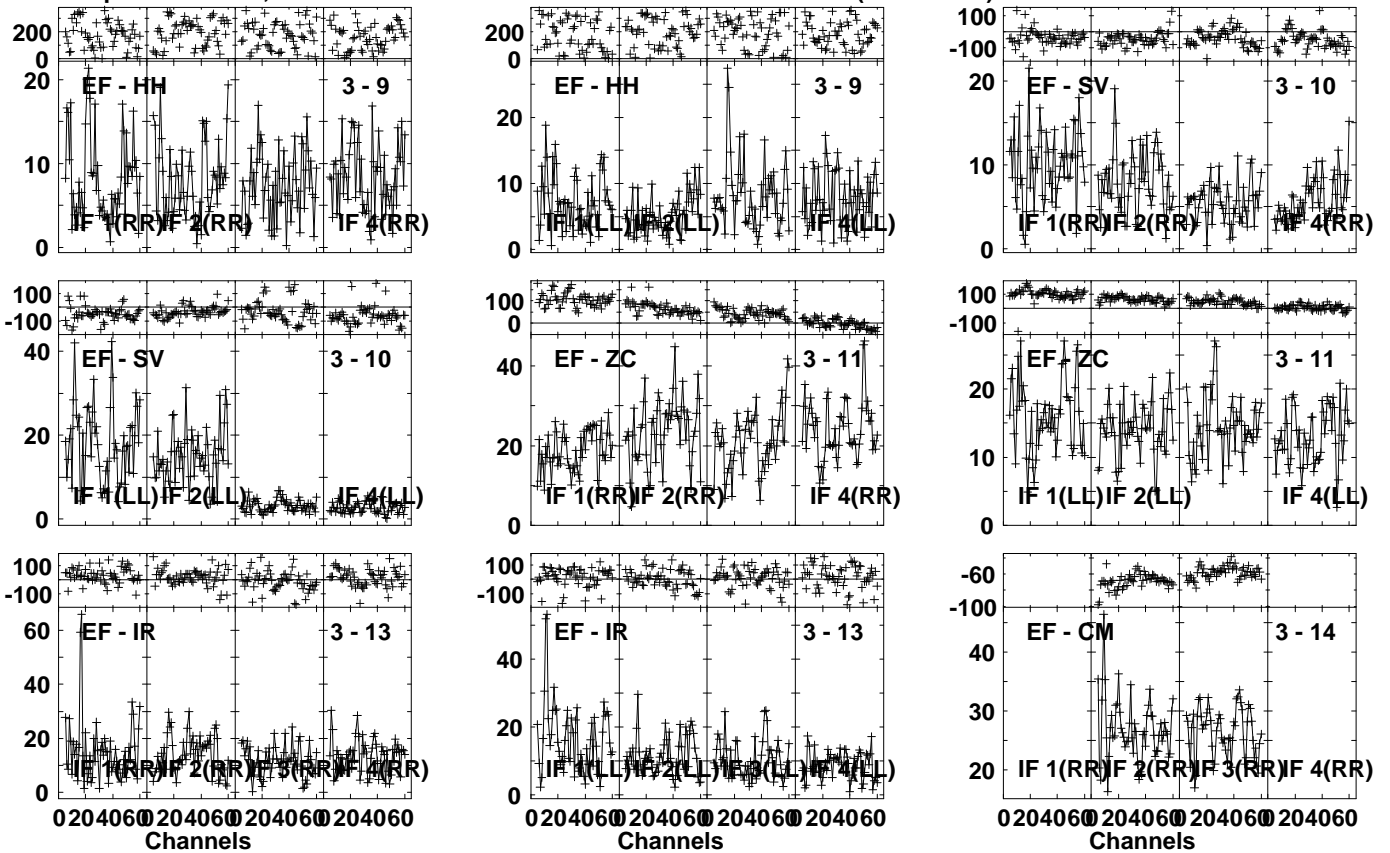 200
0
200
0
100
-100
20
10
0
EF - HH
3 - 9
IF 1(RR)
IF 2(RR)
IF 4(RR)
20
10
0
EF - HH
3 - 9
IF 1(LL)
IF 2(LL)
IF 4(LL)
20
10
0
EF - SV
3 - 10
IF 1(RR)
IF 2(RR)
IF 4(RR)
100
-100
100
0
100
-100
40
20
0
EF - SV
3 - 10
IF 1(LL)
IF 2(LL)
IF 4(LL)
40
20
0
EF - ZC
3 - 11
IF 1(RR)
IF 2(RR)
IF 4(RR)
30
20
10
0
EF - ZC
3 - 11
IF 1(LL)
IF 2(LL)
IF 4(LL)
100
-100
100
-100
-60
-100
60
40
20
0
EF - IR
3 - 13
IF 1(RR)
IF 2(RR)
IF 3(RR)
IF 4(RR)
40
20
0
EF - IR
3 - 13
IF 1(LL)
IF 2(LL)
IF 3(LL)
IF 4(LL)
40
30
20
EF - CM
3 - 14
IF 1(RR)
IF 2(RR)
IF 3(RR)
IF 4(RR)
0 20 40 60 0 20 40 60 0 20 40 60 0 20 40 60
Channels
0 20 40 60 0 20 40 60 0 20 40 60 0 20 40 60
Channels
0 20 40 60 0 20 40 60 0 20 40 60 0 20 40 60
Channels